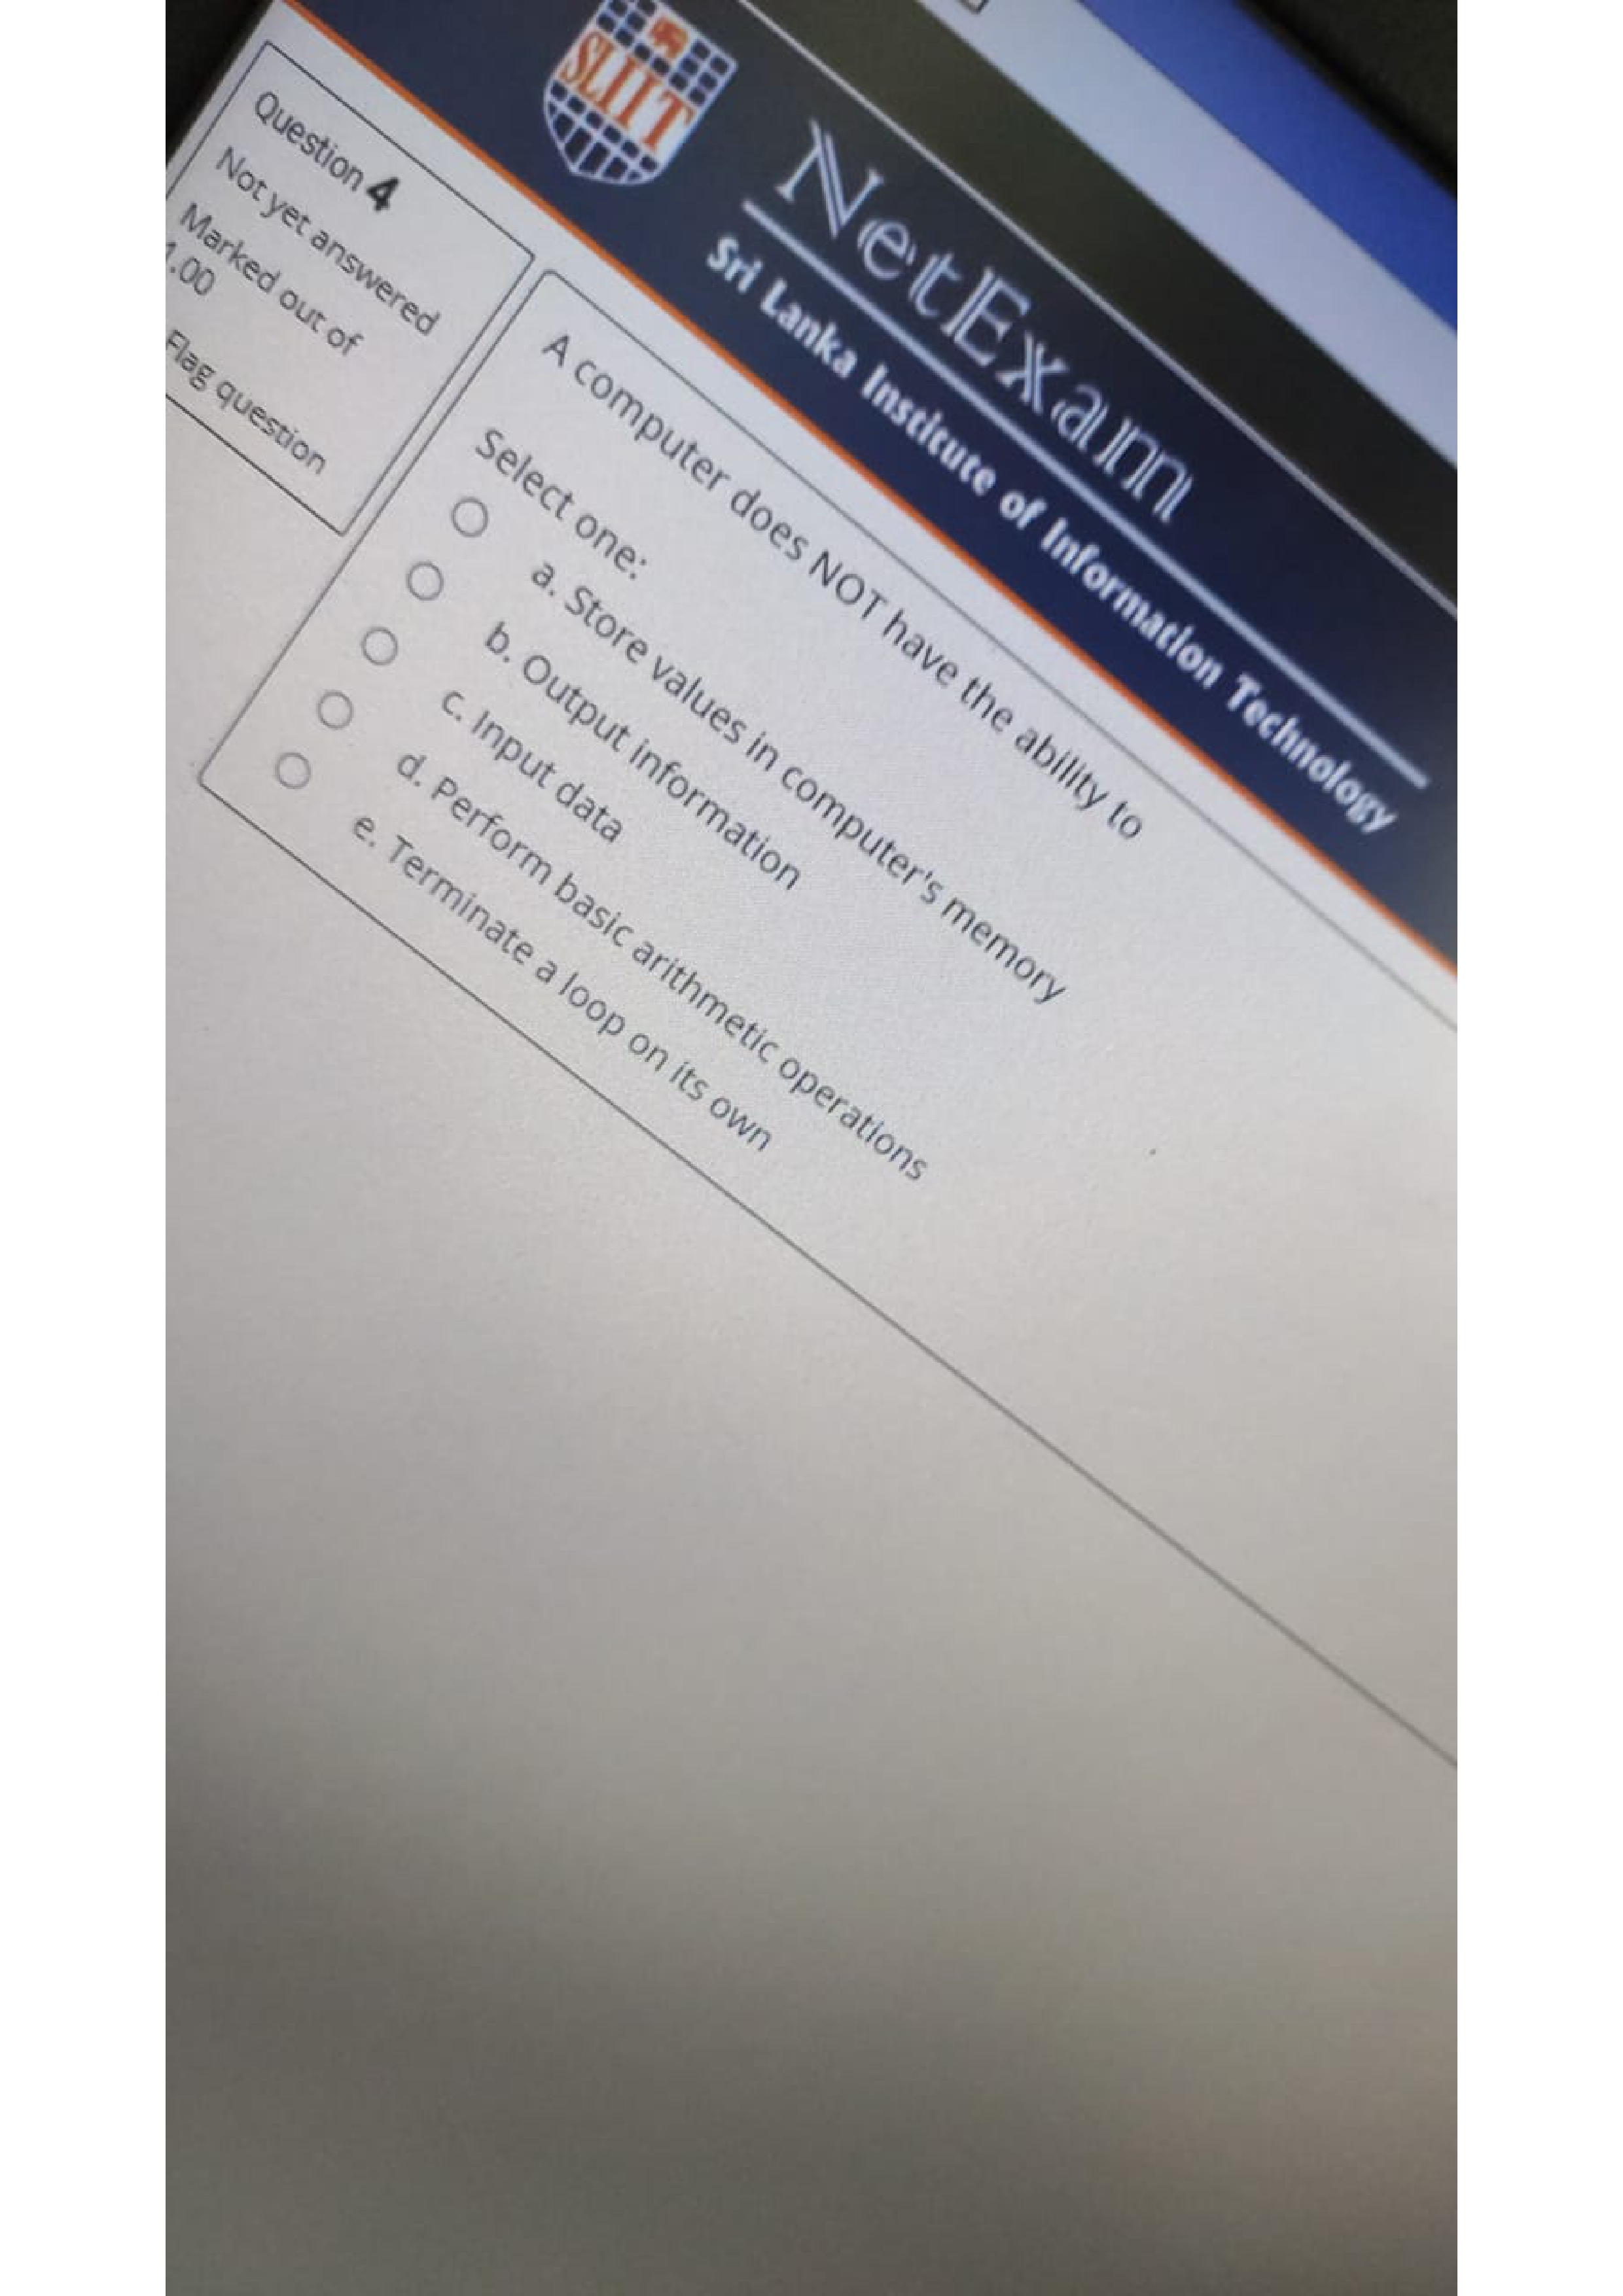 SLIIT
NetExam
Sri Lanka Institute of Information Technology
Question 4
Not yet answered
Marked out of
1.00
Flag question
A computer does NOT have the ability to
Select one:
a. Store values in computer's memory
b. Output information
c. Input data
d. Perform basic arithmetic operations
e. Terminate a loop on its own